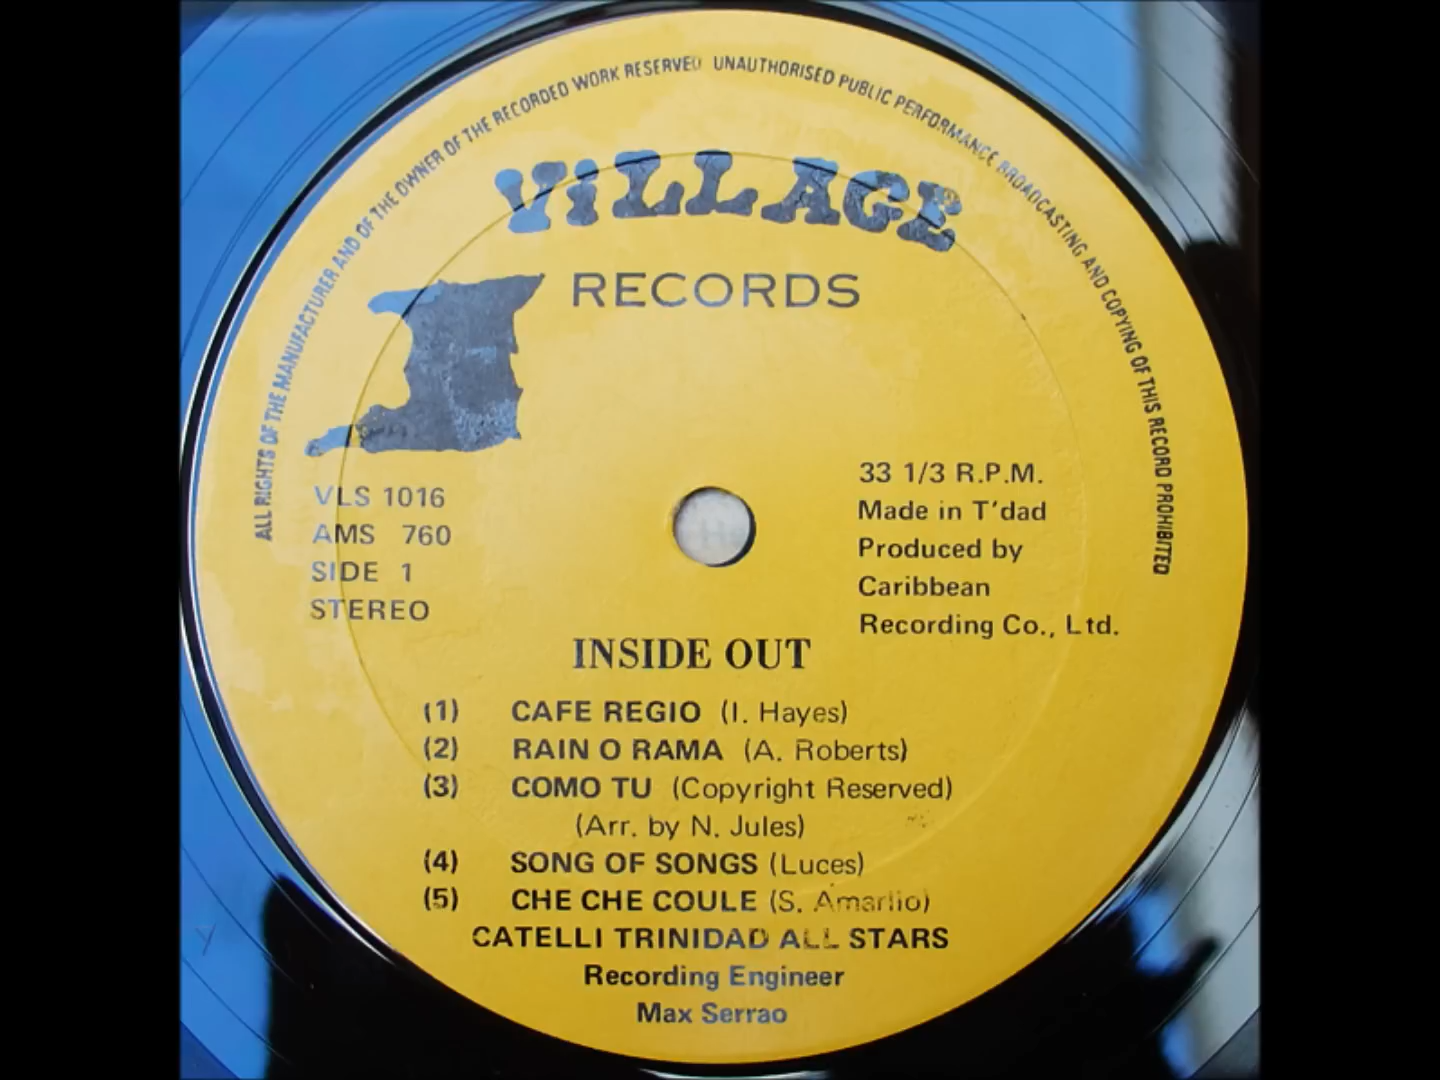 ALL RIGHTS OF THE MANUFACTURER AND OF THE OWNER OF THE RECORDED WORK RESERVED UNAUTHORISED PUBLIC PERFORMANCE BROADCASTING AND COPYING OF THIS RECORD PROHIBITED
ViLLAGE
RECORDS
VLS 1016
AMS 760
SIDE 1
STEREO
33 1/3 R.P.M.
Made in T'dad
Produced by
Caribbean
Recording Co., Ltd.
INSIDE OUT
(1) CAFE REGIO (I. Hayes)
(2) RAIN O RAMA (A. Roberts)
(3) COMO TU (Copyright Reserved)
(Arr. by N. Jules)
(4) SONG OF SONGS (Luces)
(5) CHE CHE COULE (S. Amarlio)
CATELLI TRINIDAD ALL STARS
Recording Engineer
Max Serrao